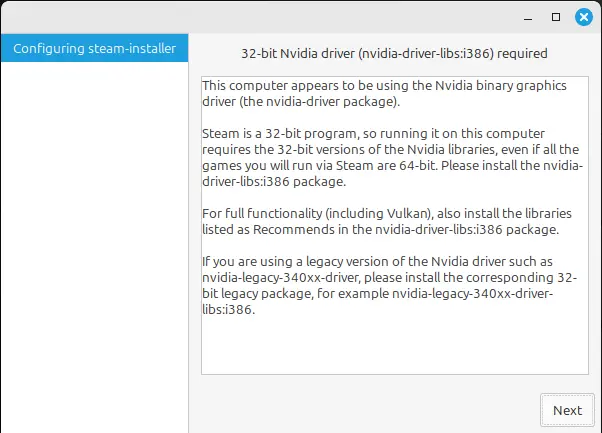 Configuring steam-installer
32-bit Nvidia driver (nvidia-driver-libs:i386) required
This computer appears to be using the Nvidia binary graphics
driver (the nvidia-driver package).
Steam is a 32-bit program, so running it on this computer
requires the 32-bit versions of the Nvidia libraries, even if all the
games you will run via Steam are 64-bit. Please install the nvidia-
driver-libs:i386 package.
For full functionality (including Vulkan), also install the libraries
listed as Recommends in the nvidia-driver-libs:i386 package.
If you are using a legacy version of the Nvidia driver such as
nvidia-legacy-340xx-driver, please install the corresponding 32-
bit legacy package, for example nvidia-legacy-340xx-driver-
libs:i386.
Next